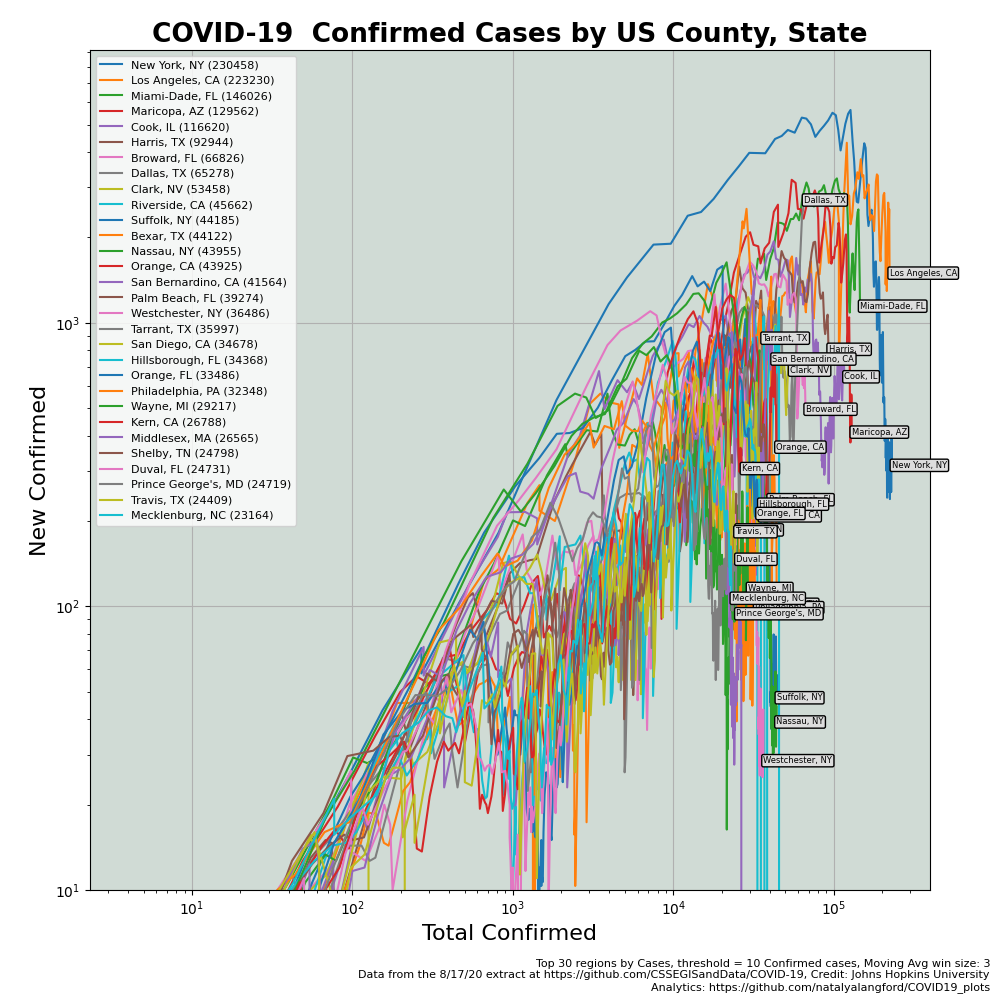 COVID-19 Confirmed Cases by US County, State
New York, NY (230458)
Los Angeles, CA (223230)
Miami-Dade, FL (146026)
Maricopa, AZ (129562)
Cook, IL (116620)
Harris, TX (92944)
Broward, FL (66826)
Dallas, TX (65278)
Clark, NV (53458)
Riverside, CA (45662)
Suffolk, NY (44185)
Bexar, TX (44122)
Nassau, NY (43955)
Orange, CA (43925)
San Bernardino, CA (41564)
Palm Beach, FL (39274)
Westchester, NY (36486)
Tarrant, TX (35997)
San Diego, CA (34678)
Hillsborough, FL (34368)
Orange, FL (33486)
Philadelphia, PA (32348)
Wayne, MI (29217)
Kern, CA (26788)
Middlesex, MA (26565)
Shelby, TN (24798)
Duval, FL (24731)
Prince George's, MD (24719)
Travis, TX (24409)
Mecklenburg, NC (23164)
Dallas, TX
Los Angeles, CA
Miami-Dade, FL
Tarrant, TX
Harris, TX
San Bernardino, CA
Clark, NV
Cook, IL
Broward, FL
Maricopa, AZ
Orange, CA
New York, NY
Kern, CA
Hillsborough, FL
Orange, FL
CA
Travis, TX
Duval, FL
Wayne, MI
Mecklenburg, NC
Prince George's, MD
Suffolk, NY
Nassau, NY
Westchester, NY
New Confirmed
10³
10²
10¹
10¹ 10² 10³ 10⁴ 10⁵
Total Confirmed
Top 30 regions by Cases, threshold = 10 Confirmed cases, Moving Avg win size: 3
Data from the 8/17/20 extract at https://github.com/CSSEGISandData/COVID-19, Credit: Johns Hopkins University
Analytics: https://github.com/natalyalangford/COVID19_plots